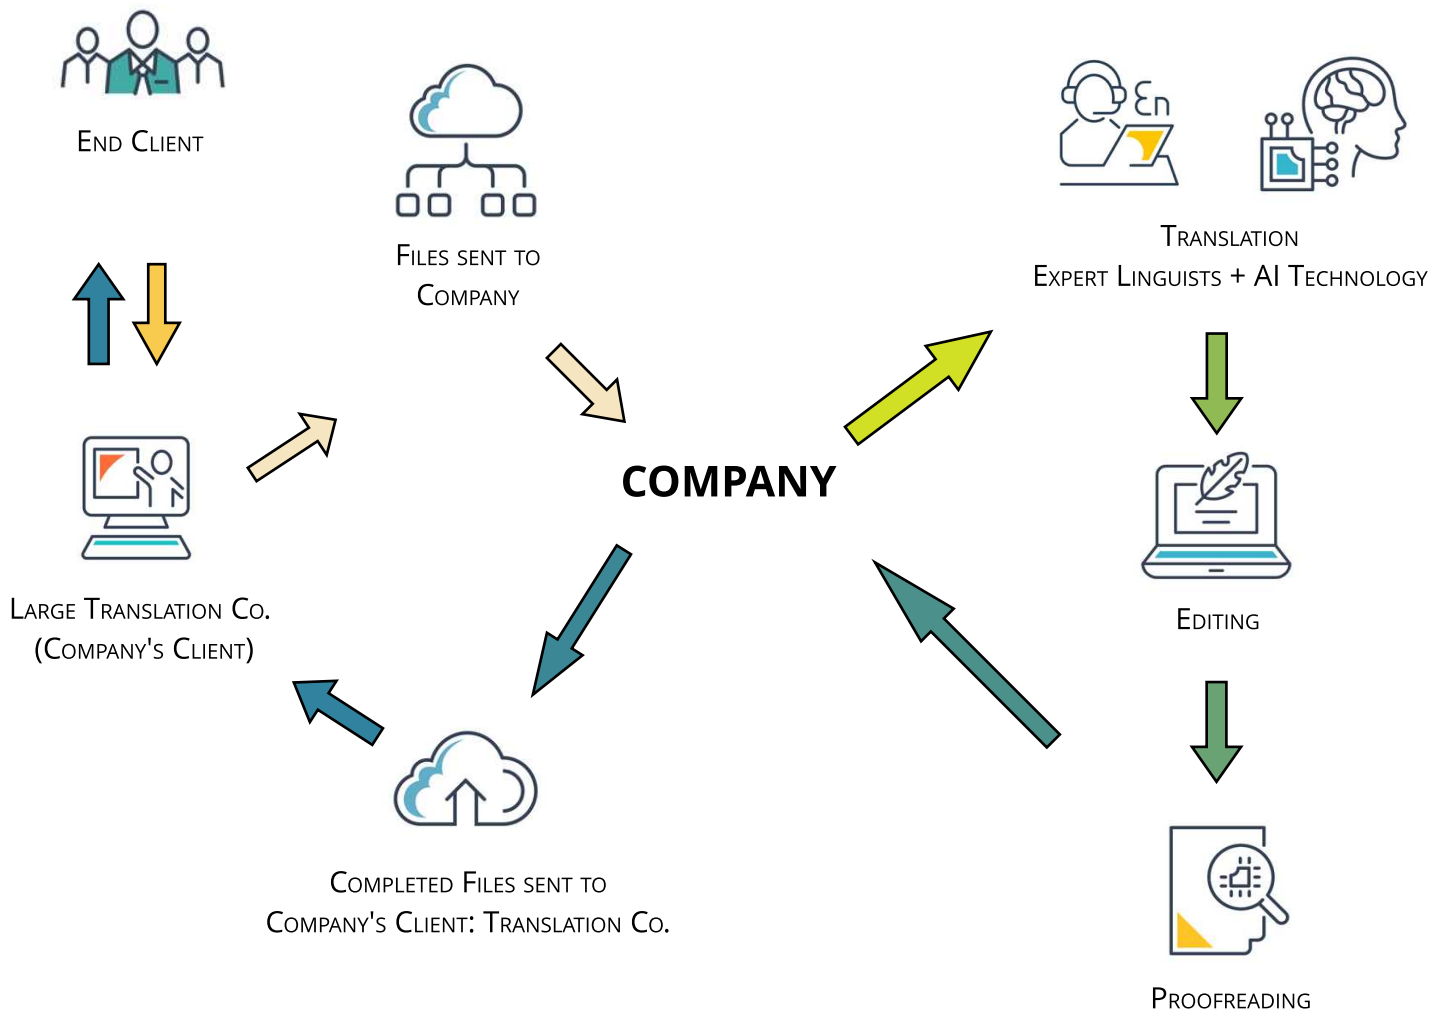 End Client
Files sent to
Company
En
Translation
Expert Linguists + AI Technology
COMPANY
Large Translation Co.
(Company's Client)
Editing
Completed Files sent to
Company's Client: Translation Co.
Proofreading